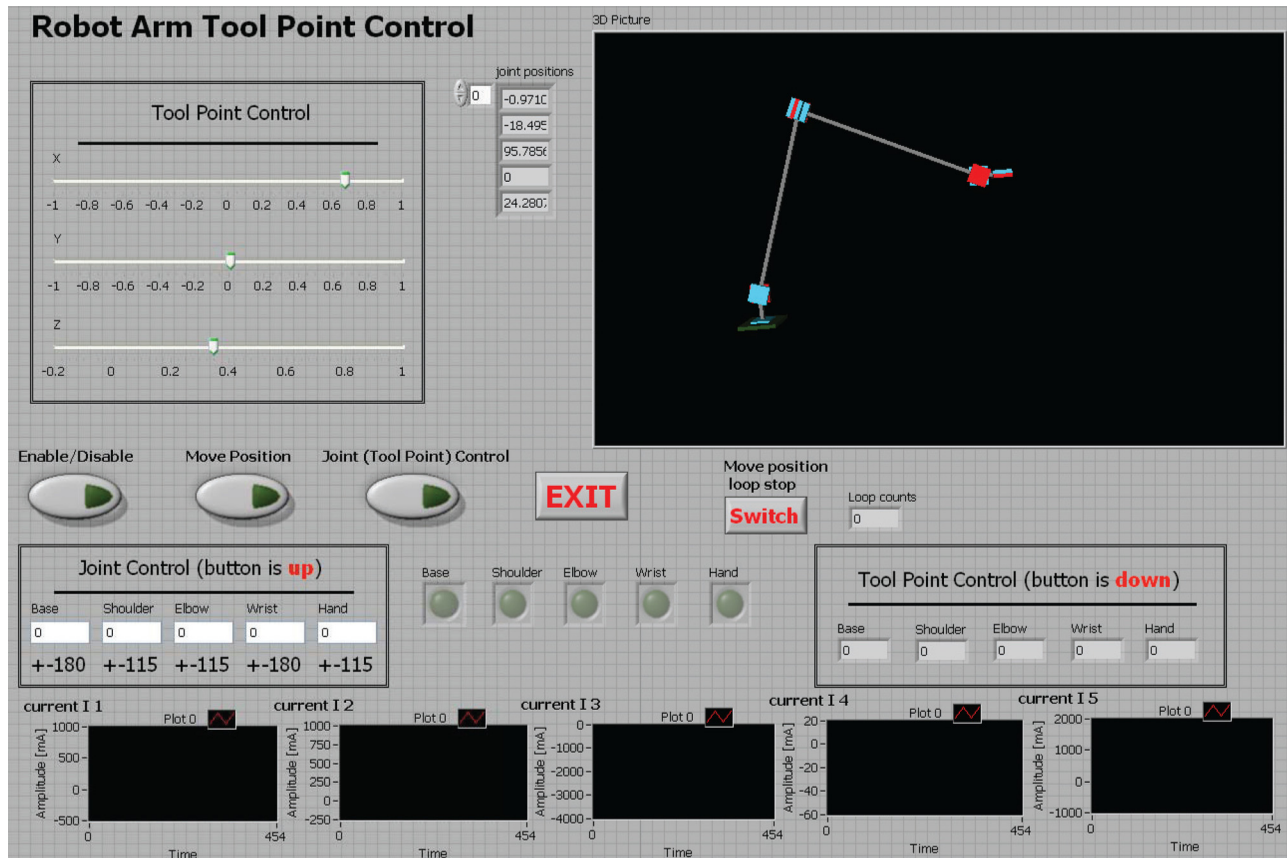 Robot Arm Tool Point Control
3D Picture
Tool Point Control
X
-1 -0.8 -0.6 -0.4 -0.2 0 0.2 0.4 0.6 0.8 1
Y
-1 -0.8 -0.6 -0.4 -0.2 0 0.2 0.4 0.6 0.8 1
Z
-0.2 0 0.2 0.4 0.6 0.8 1
joint positions
0
-0.9710
-18.495
95.7856
0
24.2807
Enable/Disable Move Position Joint (Tool Point) Control
EXIT
Move position
loop stop
Switch
Loop counts
0
Joint Control (button is up)
Base Shoulder Elbow Wrist Hand
0 0 0 0 0
+-180 +-115 +-115 +-180 +-115
Base Shoulder Elbow Wrist Hand
Tool Point Control (button is down)
Base Shoulder Elbow Wrist Hand
0 0 0 0 0
current I 1
Plot 0
Amplitude [mA]
1000
500
0
-500
0 454
Time
current I 2
Plot 0
Amplitude [mA]
1000
750
500
250
0
-250
0 454
Time
current I 3
Plot 0
Amplitude [mA]
0
-1000
-2000
-3000
-4000
0 454
Time
current I 4
Plot 0
Amplitude [mA]
20
0
-20
-40
-60
0 454
Time
current I 5
Plot 0
Amplitude [mA]
2000
1000
0
-1000
0 454
Time